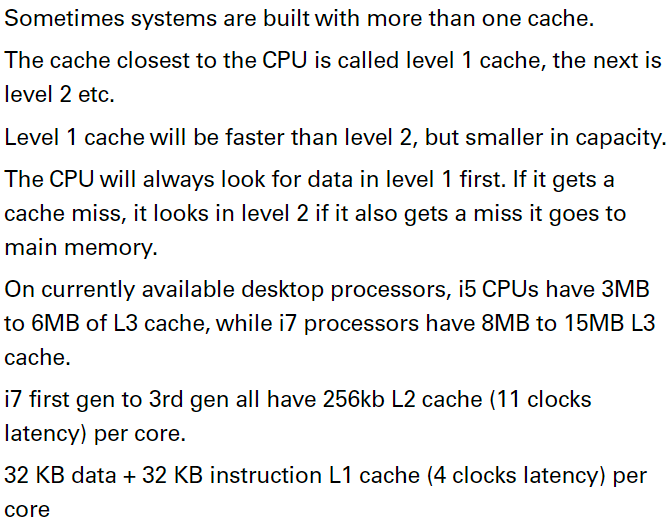 Sometimes systems are built with more than one cache.
The cache closest to the CPU is called level 1 cache, the next is
level 2 etc.
Level 1 cache will be faster than level 2, but smaller in capacity.
The CPU will always look for data in level 1 first. If it gets a
cache miss, it looks in level 2 if it also gets a miss it goes to
main memory.
On currently available desktop processors, i5 CPUs have 3MB
to 6MB of L3 cache, while i7 processors have 8MB to 15MB L3
cache.
i7 first gen to 3rd gen all have 256kb L2 cache (11 clocks
latency) per core.
32 KB data + 32 KB instruction L1 cache (4 clocks latency) per
core